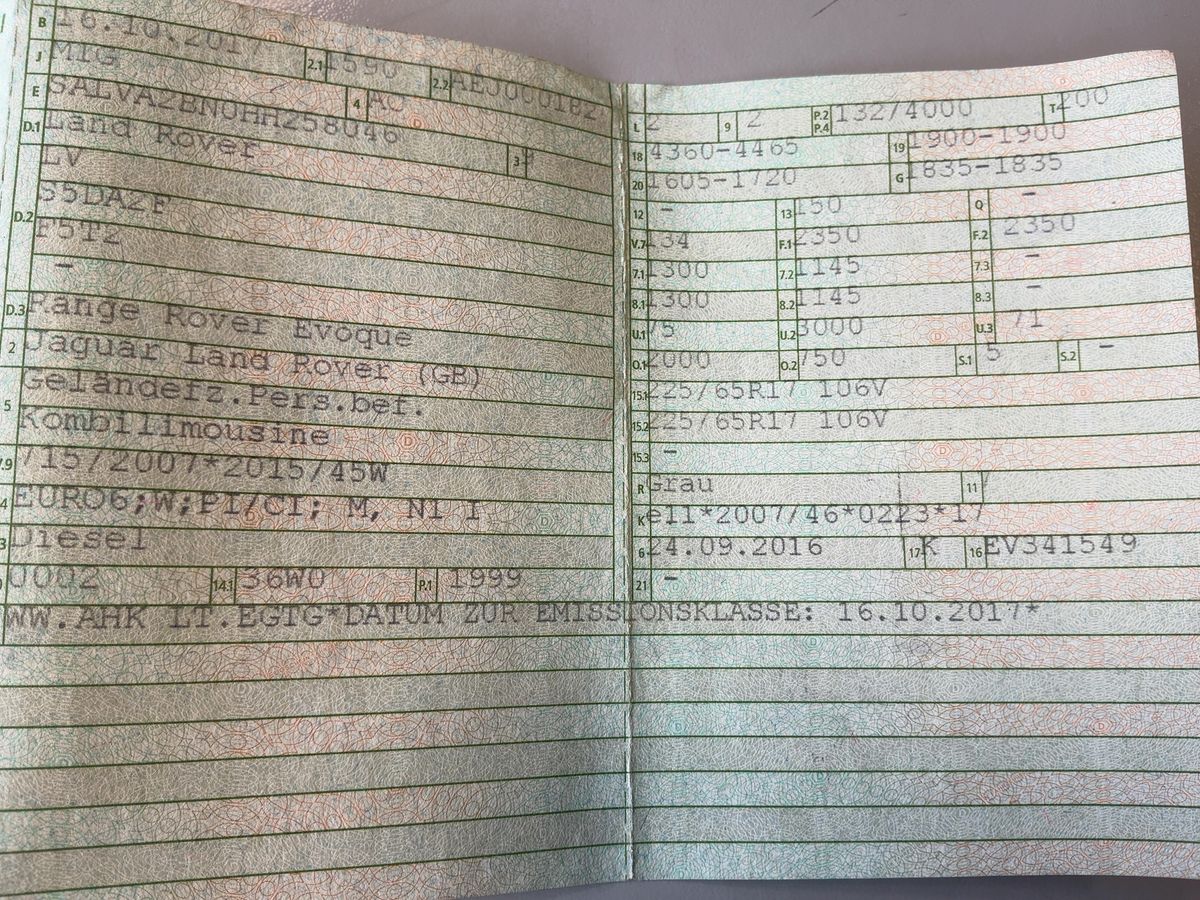 B 16.10.2017
J M1G 2.1 1590 2.2 AEJ000182
E SALVA2BN0HH258046 4 AC
D.1 Land Rover 3
D.2 LV
S5DA2F
F5T2
-
D.3 Range Rover Evoque
2 Jaguar Land Rover (GB)
5 Geländefz.Pers.bef.
Kombilimousine
V.9 715/2007*2015/45W
14 EURO6;W;PI/CI; M, N1 I
P.3 Diesel
10 0002 14.1 36W0 P.1 1999
L 2 9 2 P.2 P.4 132/4000 T 200
18 4360-4465 19 1900-1900
20 1605-1720 G 1835-1835
12 - 13 150 Q -
V.7 134 F.1 2350 F.2 2350
7.1 1300 7.2 1145 7.3 -
8.1 1300 8.2 1145 8.3 -
U.1 75 U.2 3000 U.3 71
O.1 2000 O.2 750 S.1 5 S.2 -
15.1 225/65R17 106V
15.2 225/65R17 106V
15.3 -
R Grau 11 7
K e11*2007/46*0223*17
6 24.09.2016 17 K 16 EV341549
21 -
WW.AHK LT.EGTG*DATUM ZUR EMISSIONSKLASSE: 16.10.2017*